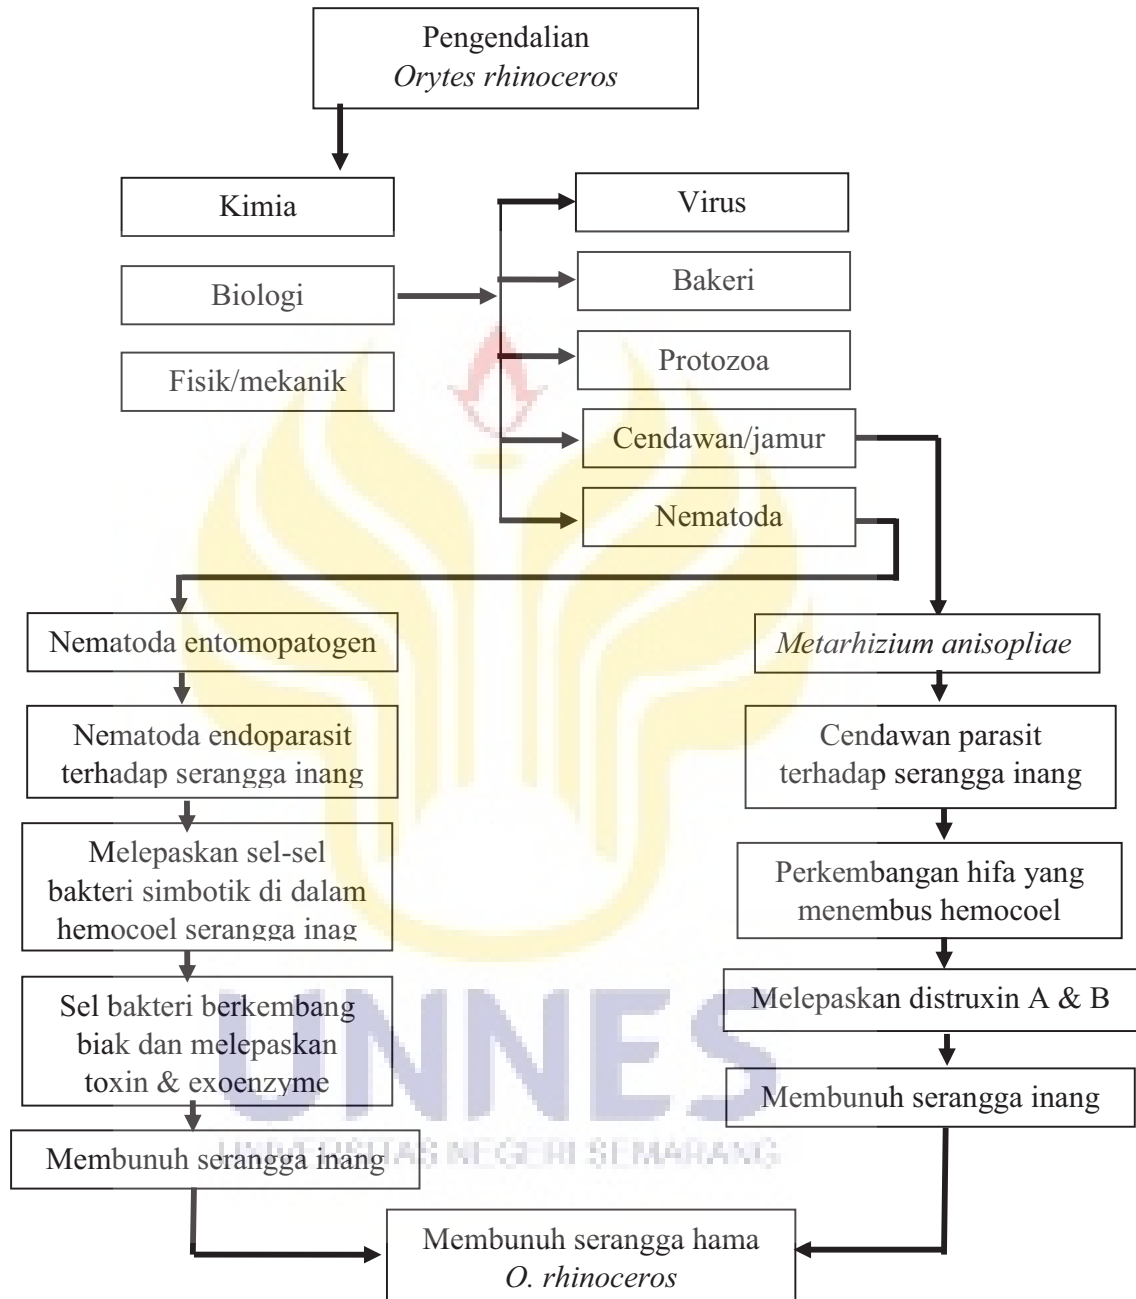 Pengendalian
Orytes rhinoceros
Kimia
Biologi
Fisik/mekanik
Virus
Bakeri
Protozoa
Cendawan/jamur
Nematoda
Nematoda entomopatogen
Nematoda endoparasit
terhadap serangga inang
Melepaskan sel-sel
bakteri simbotik di dalam
hemocoel serangga inag
Sel bakteri berkembang
biak dan melepaskan
toxin & exoenzyme
Membunuh serangga inang
Metarhizium anisopliae
Cendawan parasit
terhadap serangga inang
Perkembangan hifa yang
menembus hemocoel
Melepaskan distruxin A & B
Membunuh serangga inang
Membunuh serangga hama
O. rhinoceros
UNNES
UNIVERSITAS NEGERI SEMARANG